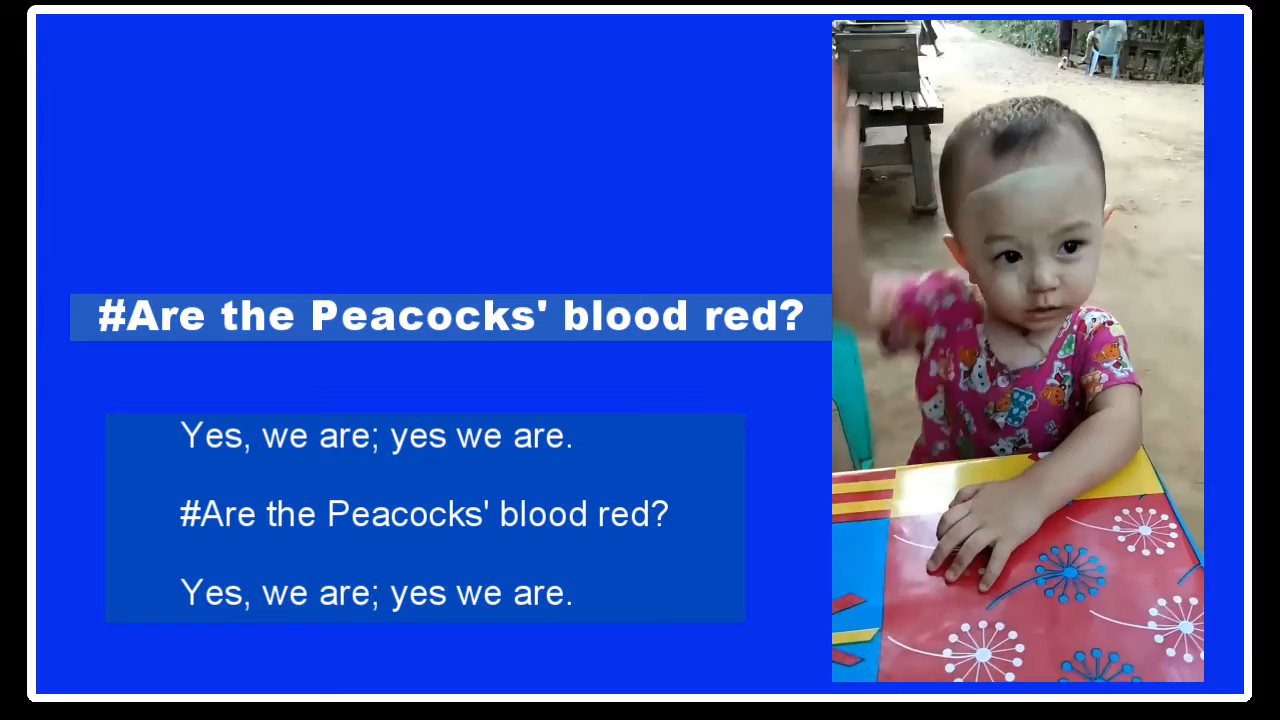 #Are the Peacocks' blood red?
Yes, we are; yes we are.
#Are the Peacocks' blood red?
Yes, we are; yes we are.